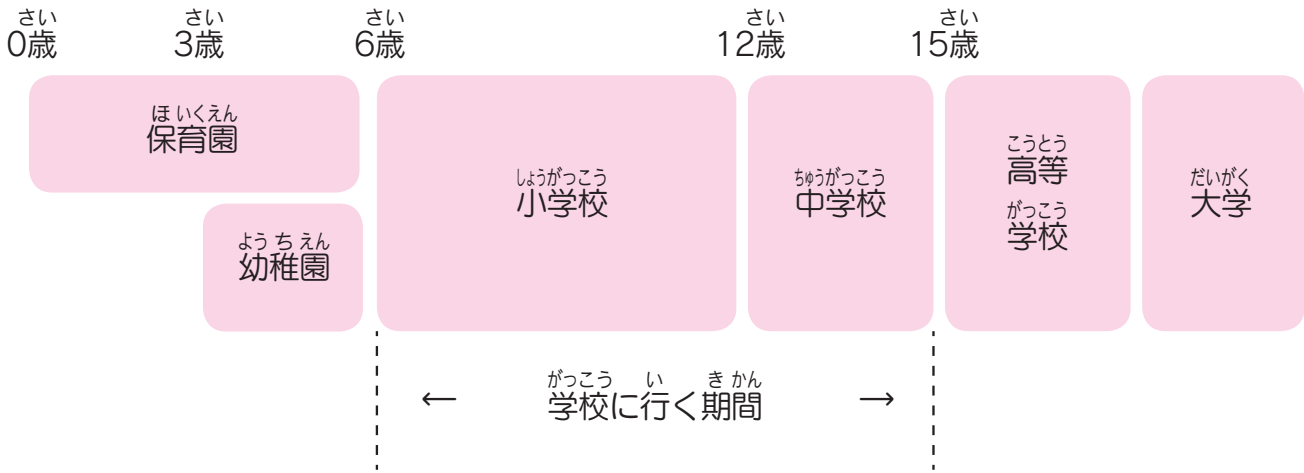 さい さい さい さい さい
0歳 3歳 6歳 12歳 15歳
ほいくえん
保育園
ようちえん
幼稚園
しょうがっこう
小学校
ちゅうがっこう
中学校
こうとう
高等
がっこう
学校
だいがく
大学
がっこう い きかん
← 学校に行く期間 →